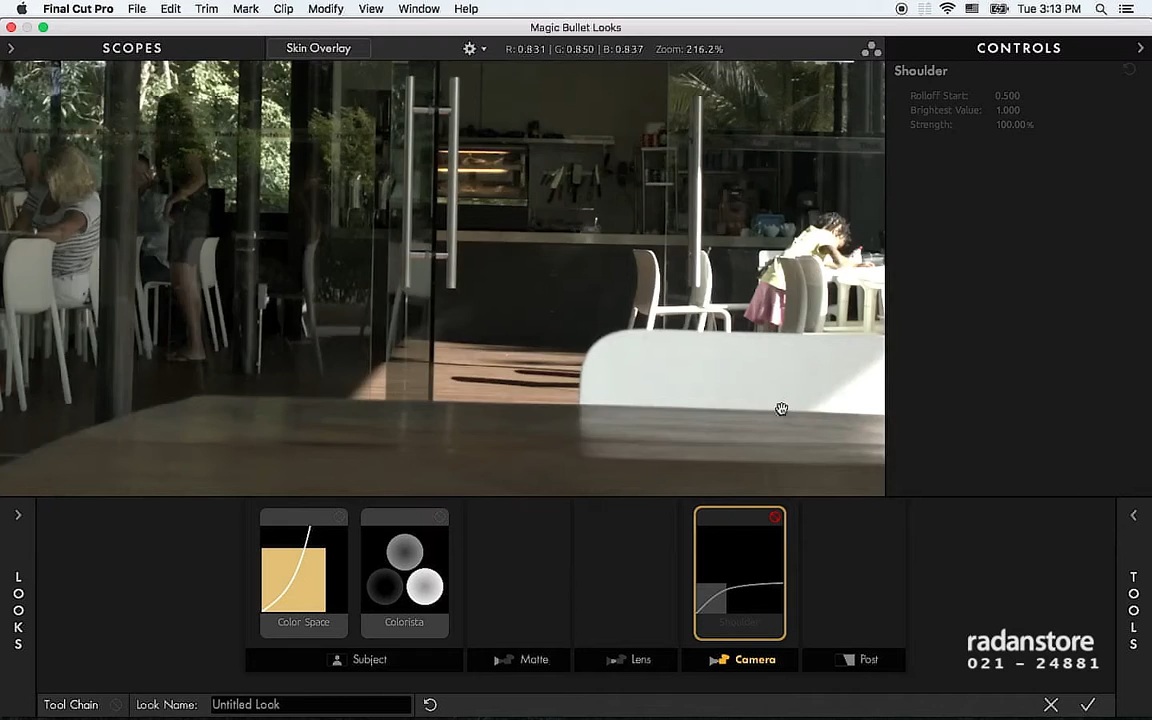 Final Cut Pro File Edit Trim Mark Clip Modify View Window Help Tue 3:13 PM
Magic Bullet Looks
SCOPES Skin Overlay R: 0.831 | G: 0.850 | B: 0.837 Zoom: 216.2% CONTROLS
Shoulder
Rolloff Start: 0.500
Brightest Value: 1.000
Strength: 100.00%
LOOKS
Color Space Colorista Shoulder
TOOLS
Subject Matte Lens Camera Post
radanstore
021 - 24881
Tool Chain Look Name: Untitled Look